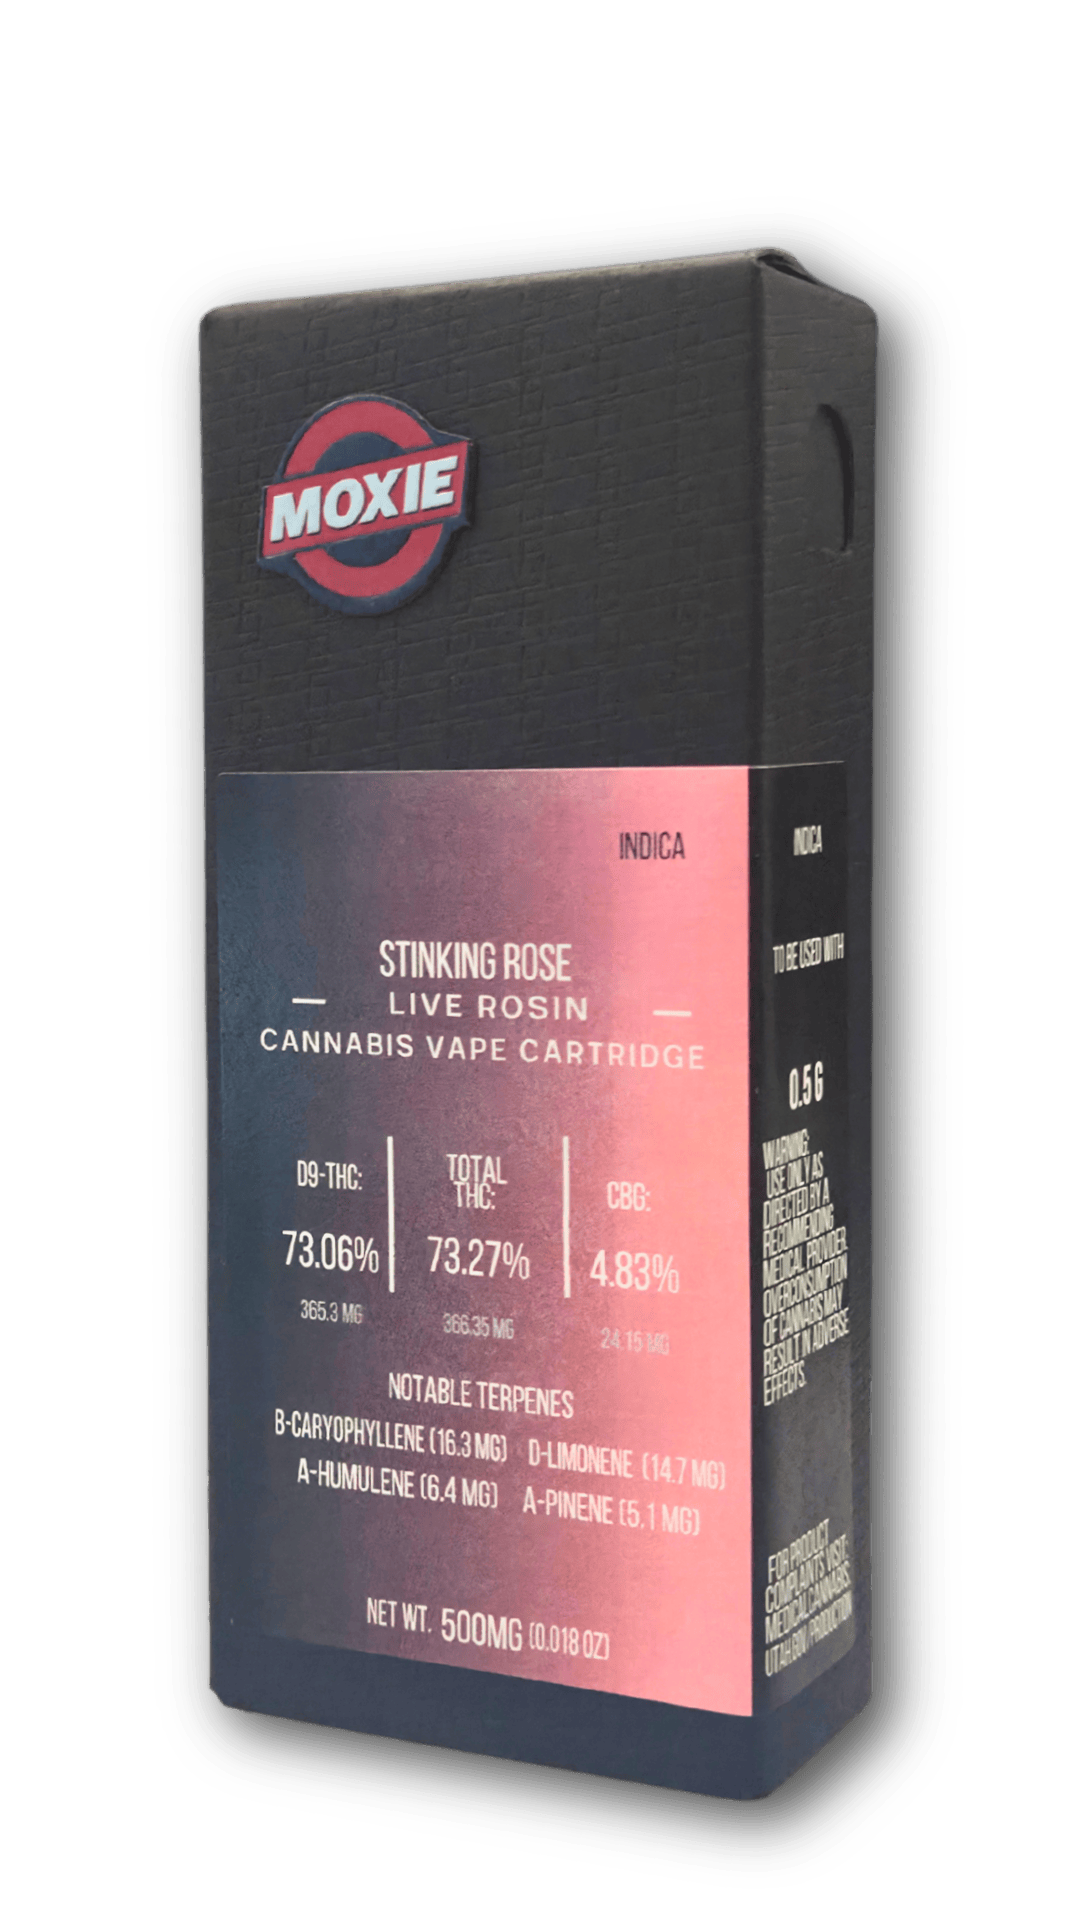 MOXIE
INDICA
STINKING ROSE
LIVE ROSIN
CANNABIS VAPE CARTRIDGE
D9-THC:
73.06%
365.3 MG
TOTAL
THC:
73.27%
366.35 MG
CBG:
4.83%
24.15 MG
NOTABLE TERPENES
B-CARYOPHYLLENE (16.3 MG) D-LIMONENE (14.7 MG)
A-HUMULENE (6.4 MG) A-PINENE (5.1 MG)
NET WT. 500MG (0.018 OZ)
INDICA
TO BE USED WITH
0.5 G
WARNING:
USE ONLY AS
DIRECTED BY A
RECOMMENDING
MEDICAL PROVIDER.
OVERCONSUMPTION
OF CANNABIS MAY
RESULT IN ADVERSE
EFFECTS.
FOR PRODUCT
COMPLAINTS VISIT:
MEDICALCANNABIS.
UTAH.GOV/PRODUCTION